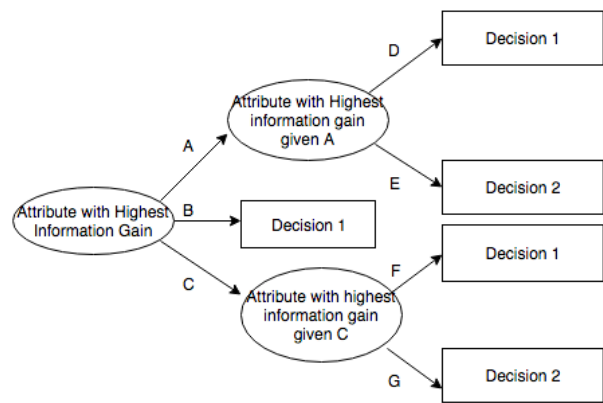 D
Decision 1
Attribute with Highest
information gain
given A
A
E
Decision 2
Attribute with Highest
Information Gain
B
Decision 1
C
F
Decision 1
Attribute with highest
information gain
given C
G
Decision 2